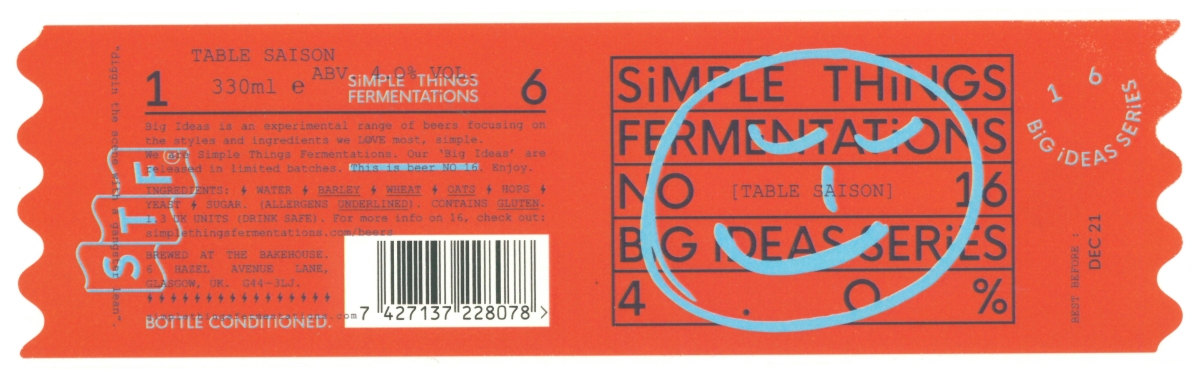 TABLE SAISON
330ml e ABV. 4.0% VOL.
1 SiMPLE THiNGS 6
FERMENTATiONS
Big Ideas is an experimental range of beers focusing on
the styles and ingredients we LOVE most, simple.
We are Simple Things Fermentations. Our 'Big Ideas' are
released in limited batches. This is beer NO 16. Enjoy.
INGREDIENTS: WATER BARLEY WHEAT OATS HOPS
YEAST SUGAR. (ALLERGENS UNDERLINED). CONTAINS GLUTEN.
1.3 UK UNITS (DRINK SAFE). For more info on 16, check out:
simplethingsfermentations.com/beers
BREWED AT THE BAKEHOUSE.
6 HAZEL AVENUE LANE,
GLASGOW, UK. G44-3LJ.
BOTTLE CONDITIONED.
7 427137 228078 >
STF®
"diggin the scene with a gangster lean".
SiMPLE THiNGS
FERMENTATiONS
NO [TABLE SAISON] 16
BiG iDEAS SERiES
4.0%
1 6
BiG iDEAS SERiES
BEST BEFORE :
DEC 21